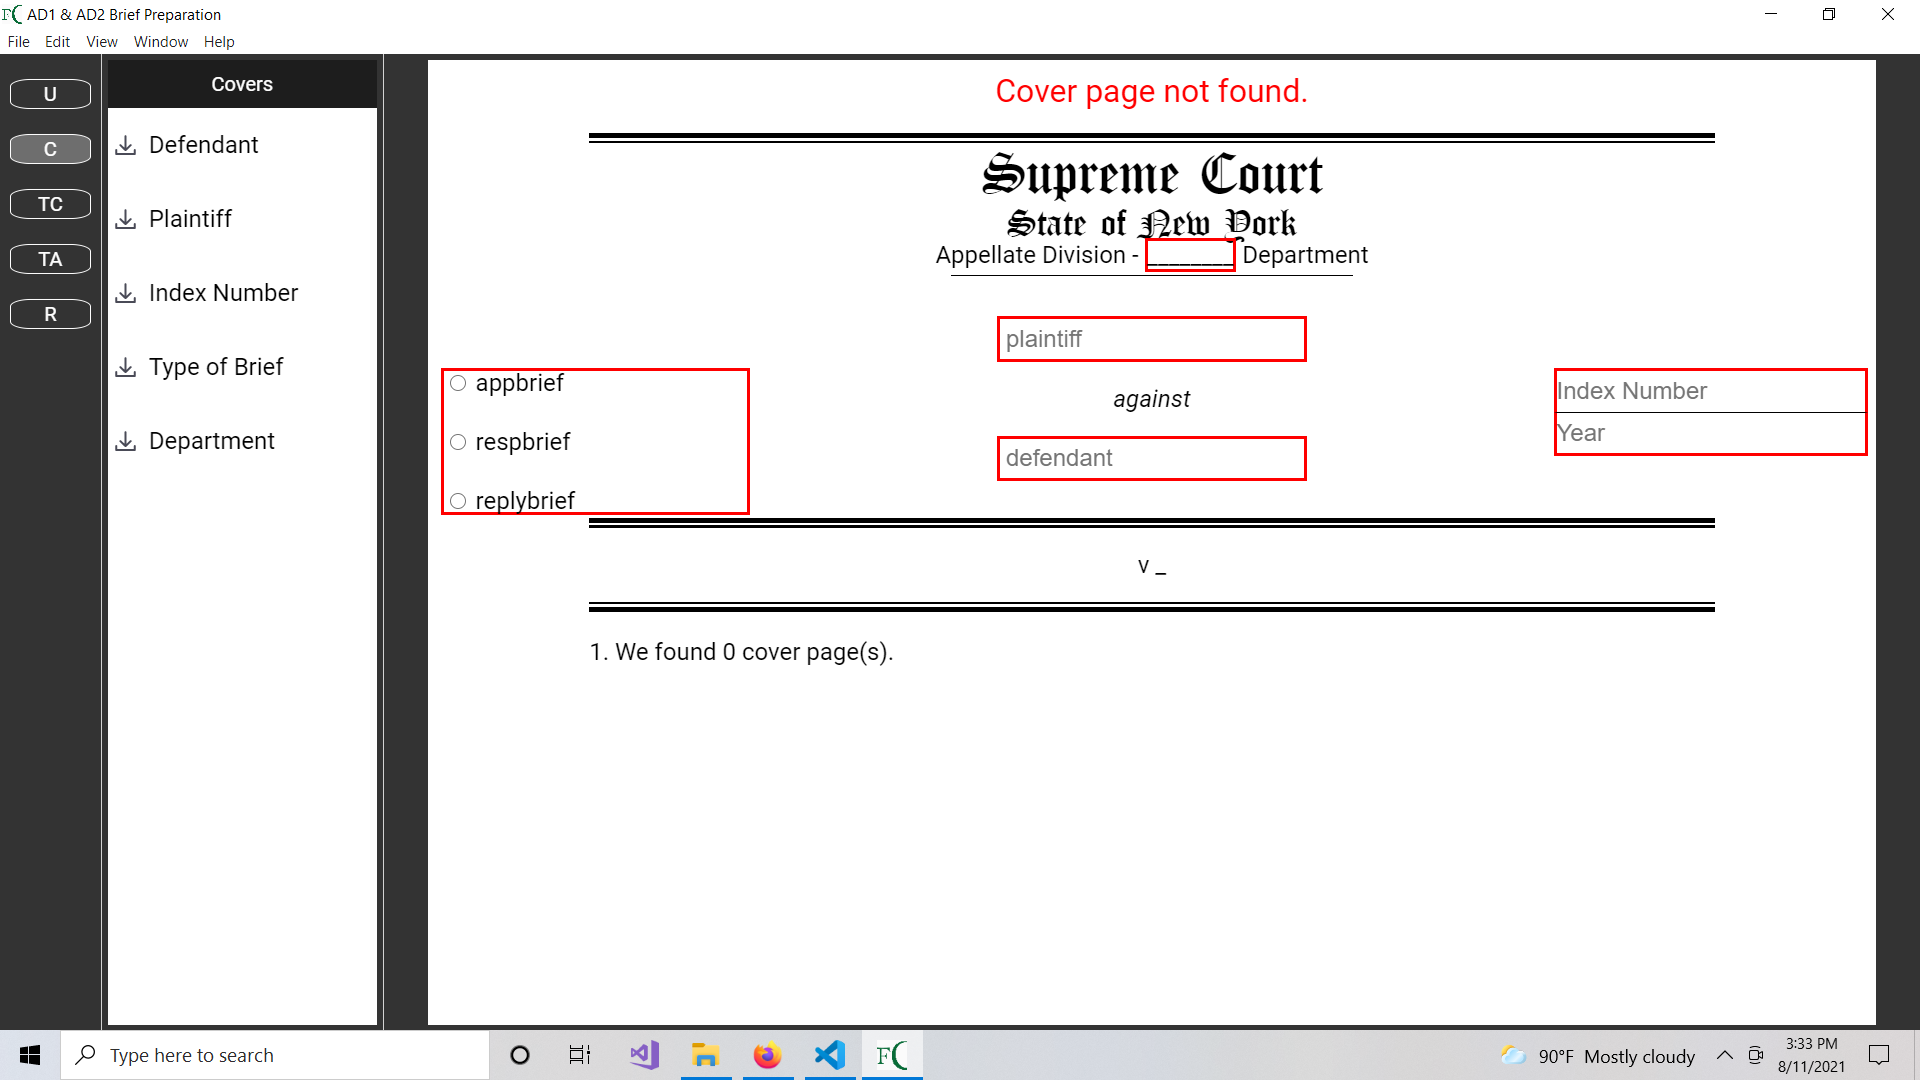 AD1 & AD2 Brief Preparation
File Edit View Window Help
U
C
TC
TA
R
Covers
Defendant
Plaintiff
Index Number
Type of Brief
Department
Cover page not found.
Supreme Court
State of New York
Appellate Division - ________ Department
plaintiff
against
defendant
appbrief
respbrief
replybrief
Index Number
Year
v _
1. We found 0 cover page(s).
Type here to search
FC
90°F Mostly cloudy
3:33 PM
8/11/2021